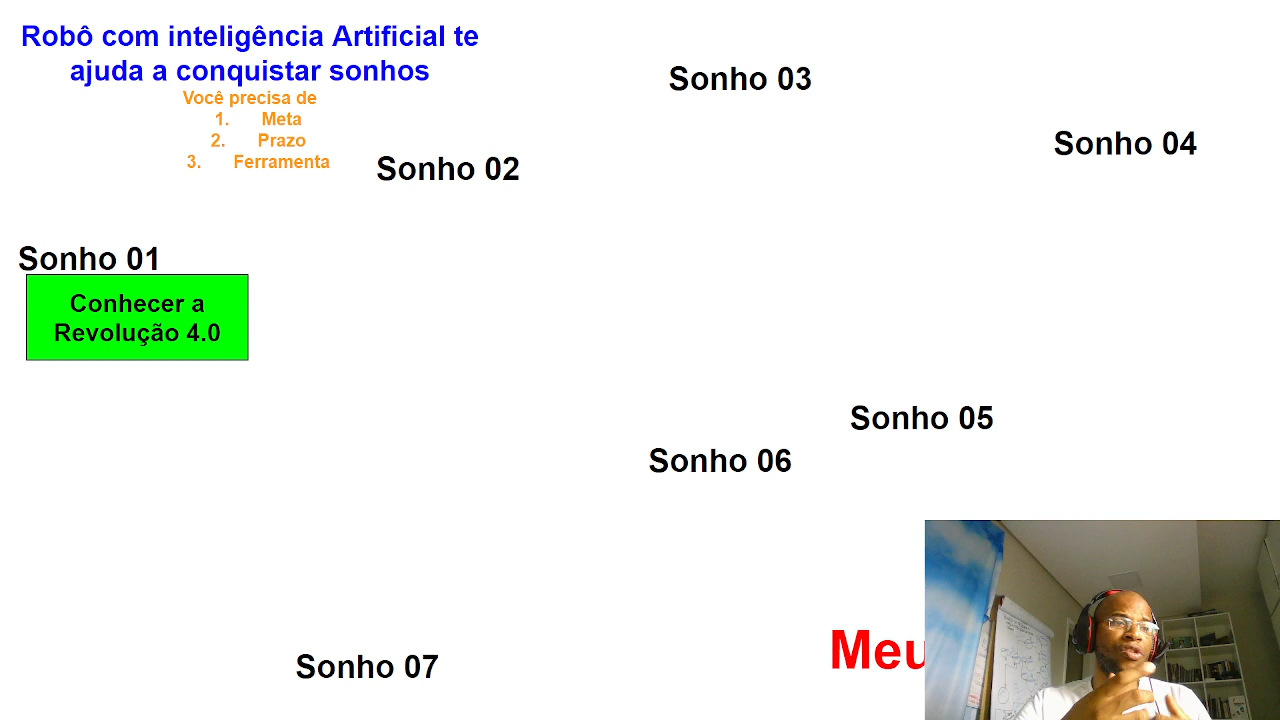 Robô com inteligência Artificial te
ajuda a conquistar sonhos
Você precisa de
1. Meta
2. Prazo
3. Ferramenta
Sonho 03
Sonho 04
Sonho 02
Sonho 01
Conhecer a
Revolução 4.0
Sonho 05
Sonho 06
Sonho 07
Meu